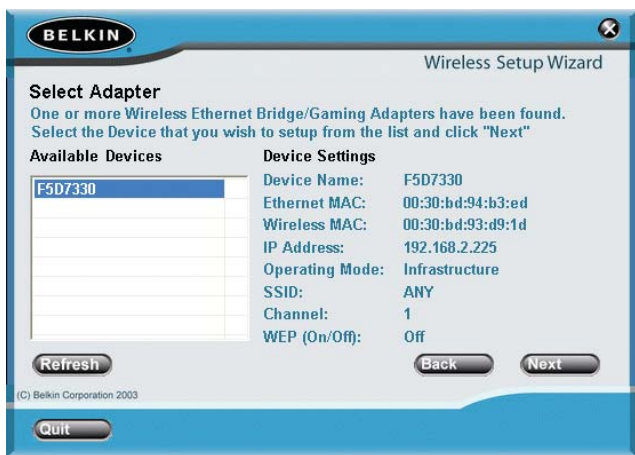 BELKIN
Wireless Setup Wizard
Select Adapter
One or more Wireless Ethernet Bridge/Gaming Adapters have been found.
Select the Device that you wish to setup from the list and click "Next"
Available Devices
F5D7330
Device Settings
Device Name: F5D7330
Ethernet MAC: 00:30:bd:94:b3:ed
Wireless MAC: 00:30:bd:93:d9:1d
IP Address: 192.168.2.225
Operating Mode: Infrastructure
SSID: ANY
Channel: 1
WEP (On/Off): Off
Refresh
Back
Next
(C) Belkin Corporation 2003
Quit